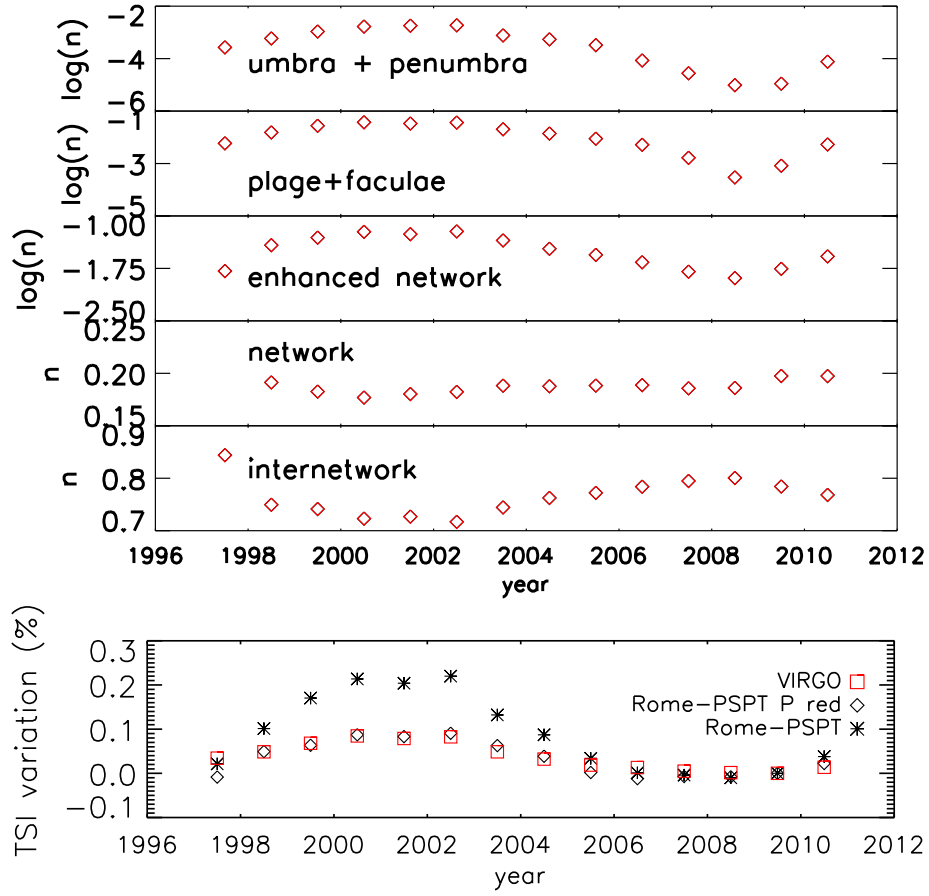 −2
−4
−6
log(n)
umbra + penumbra
−1
−3
−5
log(n)
plage+faculae
−1.00
−1.75
−2.50
log(n)
enhanced network
0.25
0.20
0.15
n
network
0.9
0.8
0.7
n
internetwork
1996 1998 2000 2002 2004 2006 2008 2010 2012
year
TSI variation (%)
0.3
0.2
0.1
0.0
−0.1
VIRGO
Rome−PSPT P red
Rome−PSPT
1996 1998 2000 2002 2004 2006 2008 2010 2012
year